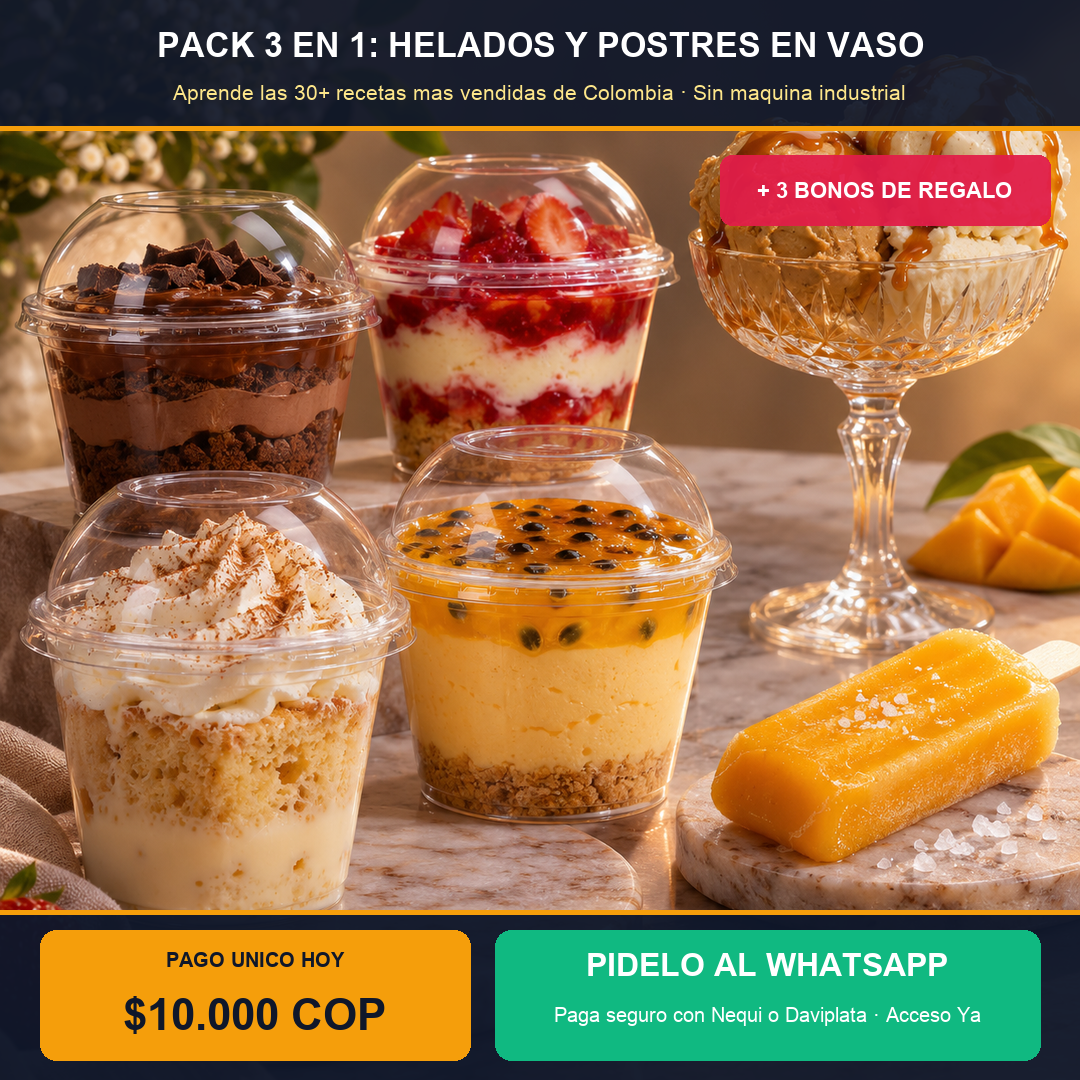 PACK 3 EN 1: HELADOS Y POSTRES EN VASO
Aprende las 30+ recetas mas vendidas de Colombia · Sin maquina industrial
+ 3 BONOS DE REGALO
PAGO UNICO HOY
$10.000 COP
PIDELO AL WHATSAPP
Paga seguro con Nequi o Daviplata · Acceso Ya